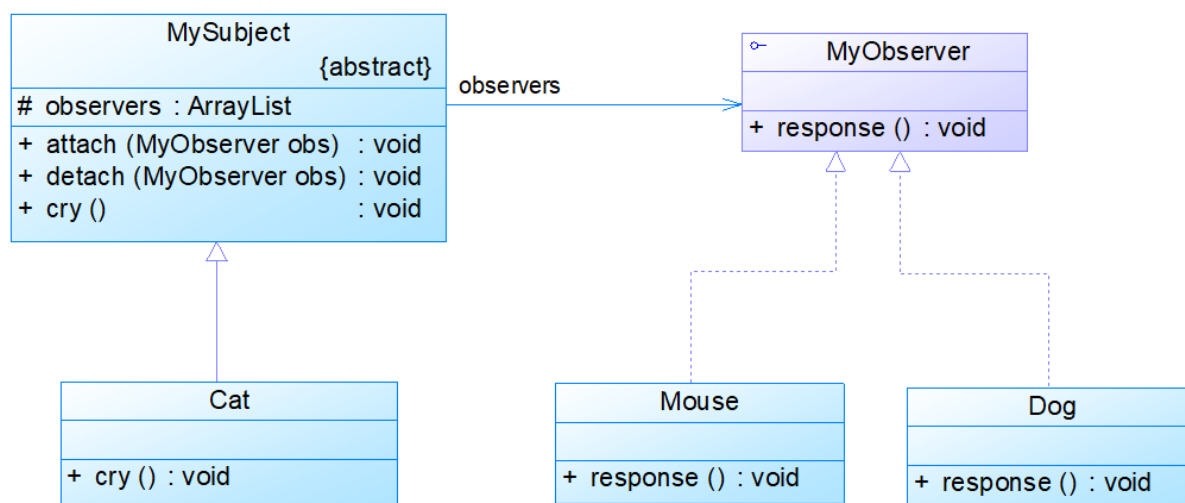 MySubject
{abstract}
# observers : ArrayList
+ attach (MyObserver obs) : void
+ detach (MyObserver obs) : void
+ cry () : void
observers
MyObserver
+ response () : void
Cat
+ cry () : void
Mouse
+ response () : void
Dog
+ response () : void